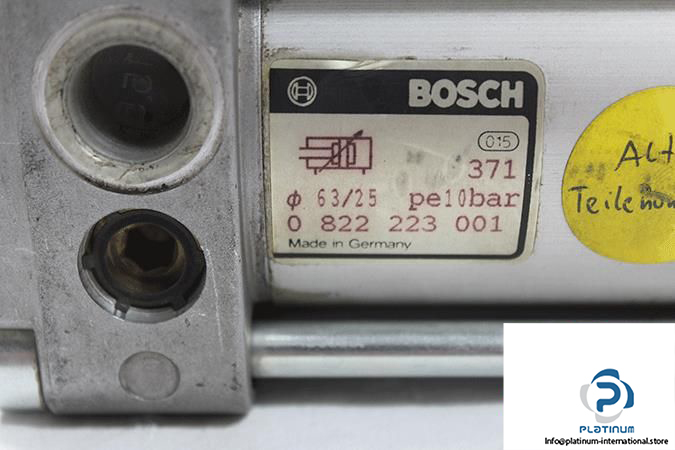 BOSCH
015
371
ϕ 63/25 pe10bar
0 822 223 001
Made in Germany
Alt
Teilenum
PLATINUM
Info@platinum-international.store